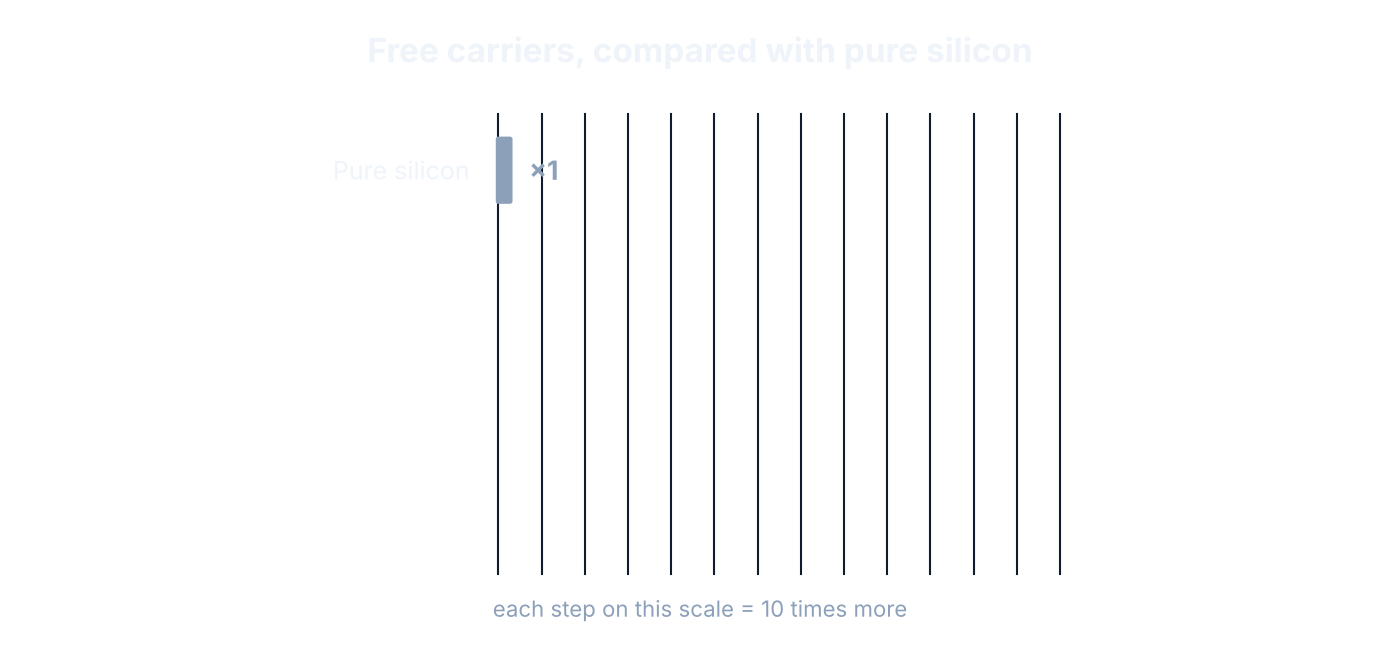 Free carriers, compared with pure silicon
Pure silicon
×1
each step on this scale = 10 times more